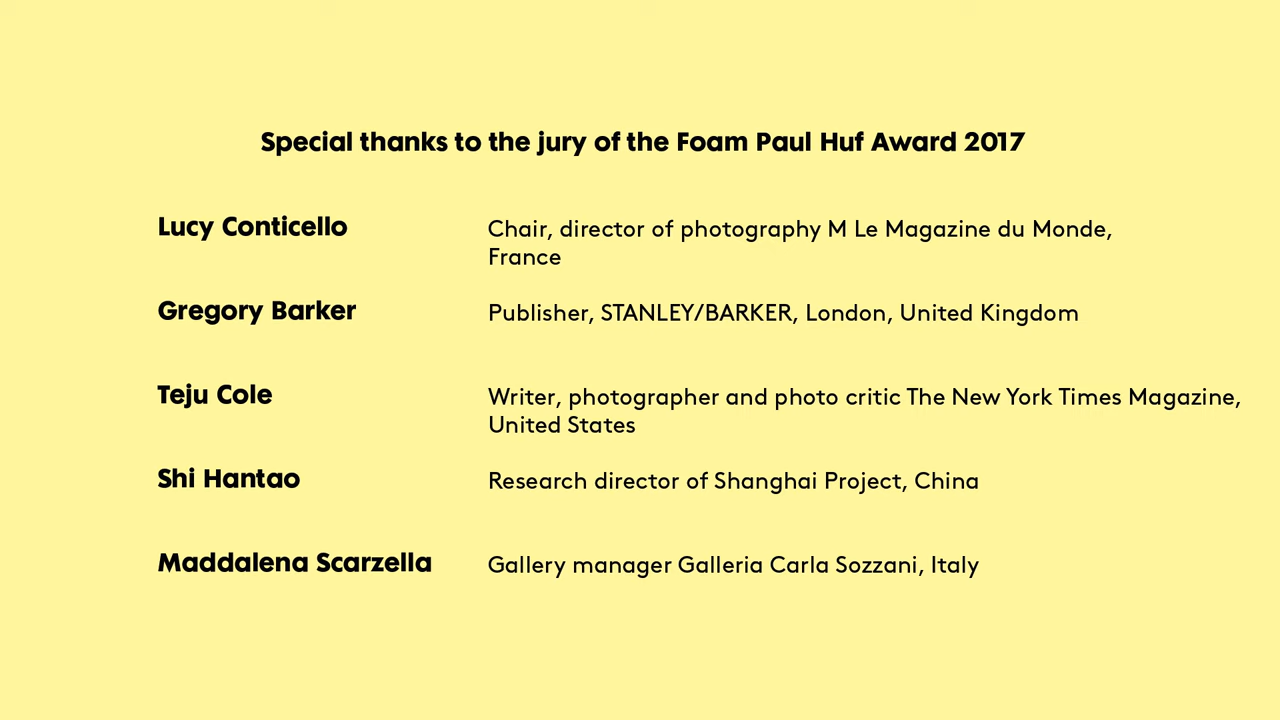 Special thanks to the jury of the Foam Paul Huf Award 2017
Lucy Conticello
Chair, director of photography M Le Magazine du Monde,
France
Gregory Barker
Publisher, STANLEY/BARKER, London, United Kingdom
Teju Cole
Writer, photographer and photo critic The New York Times Magazine,
United States
Shi Hantao
Research director of Shanghai Project, China
Maddalena Scarzella
Gallery manager Galleria Carla Sozzani, Italy